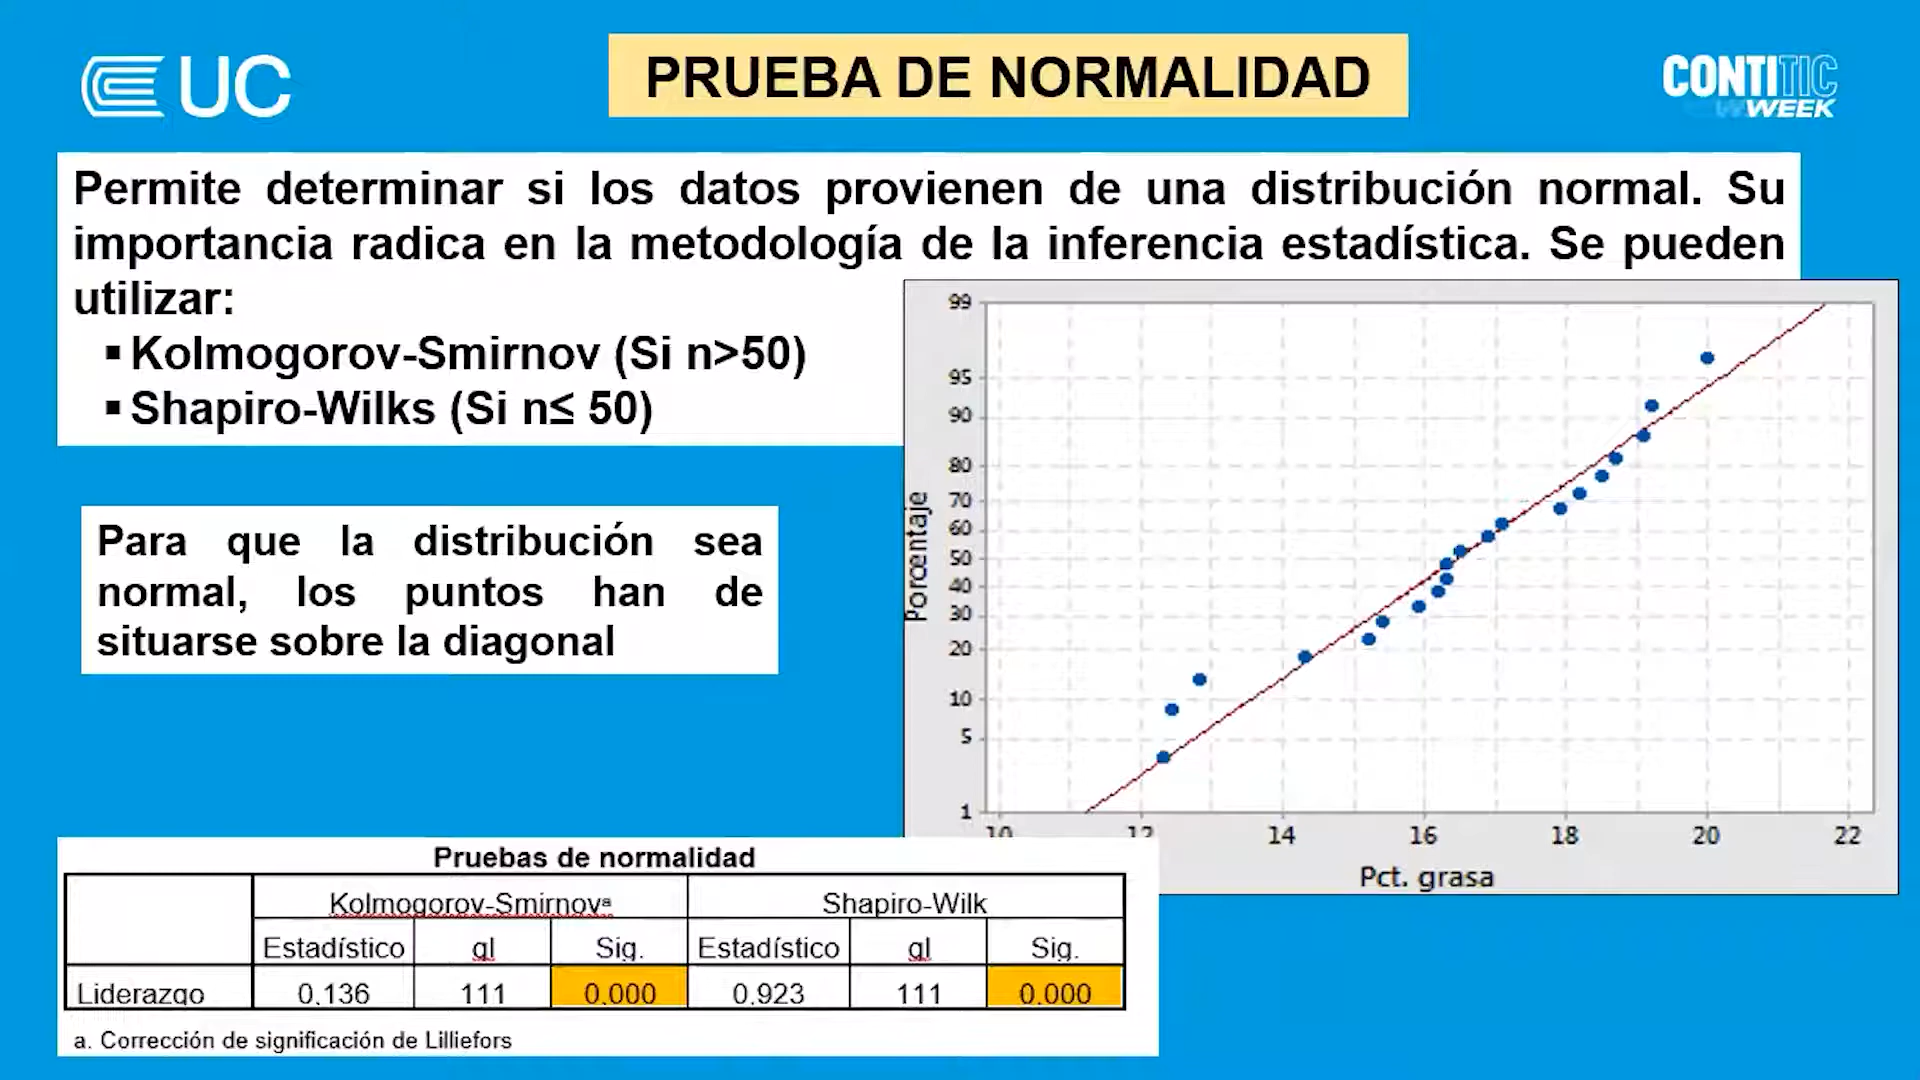 UC
PRUEBA DE NORMALIDAD
CONTITIC
WEEK
Permite determinar si los datos provienen de una distribución normal. Su
importancia radica en la metodología de la inferencia estadística. Se pueden
utilizar:
▪ Kolmogorov-Smirnov (Si n>50)
▪ Shapiro-Wilks (Si n≤ 50)
Para que la distribución sea
normal, los puntos han de
situarse sobre la diagonal
Porcentaje
99
95
90
80
70
60
50
40
30
20
10
5
1
10 12 14 16 18 20 22
Pct. grasa
Pruebas de normalidad
Kolmogorov-Smirnovª Shapiro-Wilk
Estadístico gl Sig. Estadístico gl Sig.
Liderazgo 0,136 111 0,000 0,923 111 0,000
a. Corrección de significación de Lilliefors